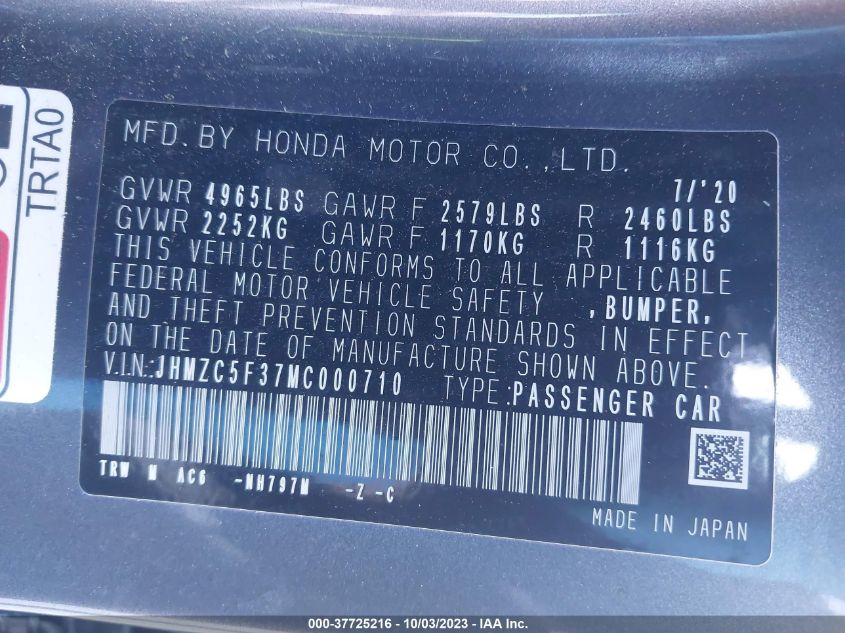 TRTA0
MFD. BY HONDA MOTOR CO.,LTD.
7/'20
GVWR 4965LBS GAWR F 2579LBS R 2460LBS
GVWR 2252KG GAWR F 1170KG R 1116KG
THIS VEHICLE CONFORMS TO ALL APPLICABLE
FEDERAL MOTOR VEHICLE SAFETY ,BUMPER,
AND THEFT PREVENTION STANDARDS IN EFFECT
ON THE DATE OF MANUFACTURE SHOWN ABOVE.
V.I.N.:JHMZC5F37MC000710 TYPE:PASSENGER CAR
TRW M AC6 -NH797M -Z -C
MADE IN JAPAN
000-37725216 - 10/03/2023 - IAA Inc.